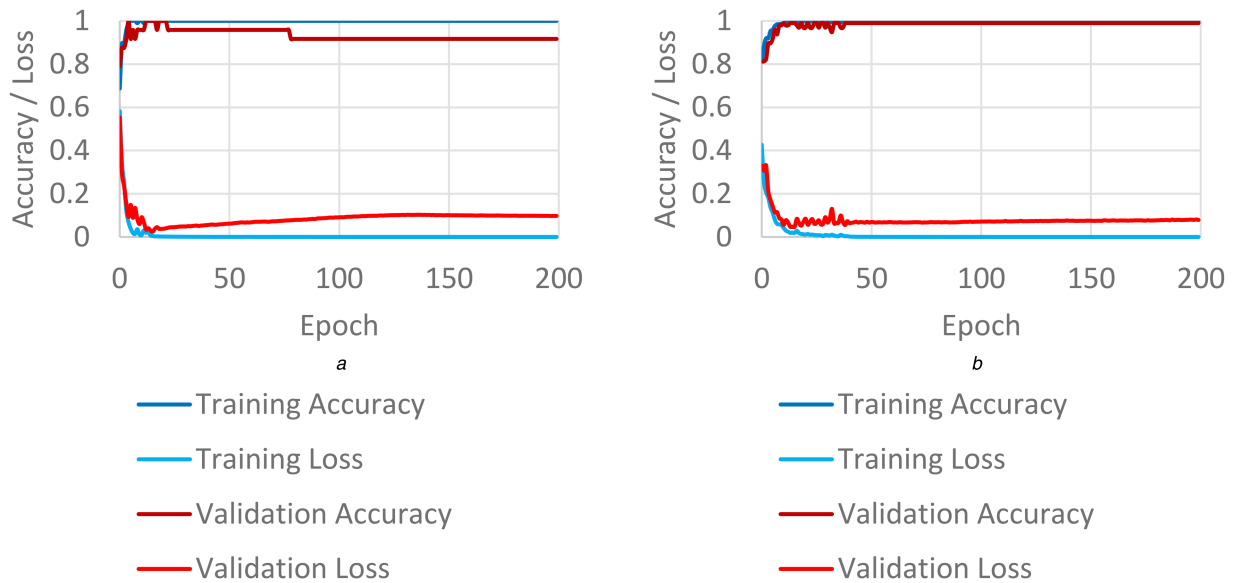 Accuracy / Loss
1
0.8
0.6
0.4
0.2
0
0 50 100 150 200
Epoch
a
Training Accuracy
Training Loss
Validation Accuracy
Validation Loss
Accuracy / Loss
1
0.8
0.6
0.4
0.2
0
0 50 100 150 200
Epoch
b
Training Accuracy
Training Loss
Validation Accuracy
Validation Loss